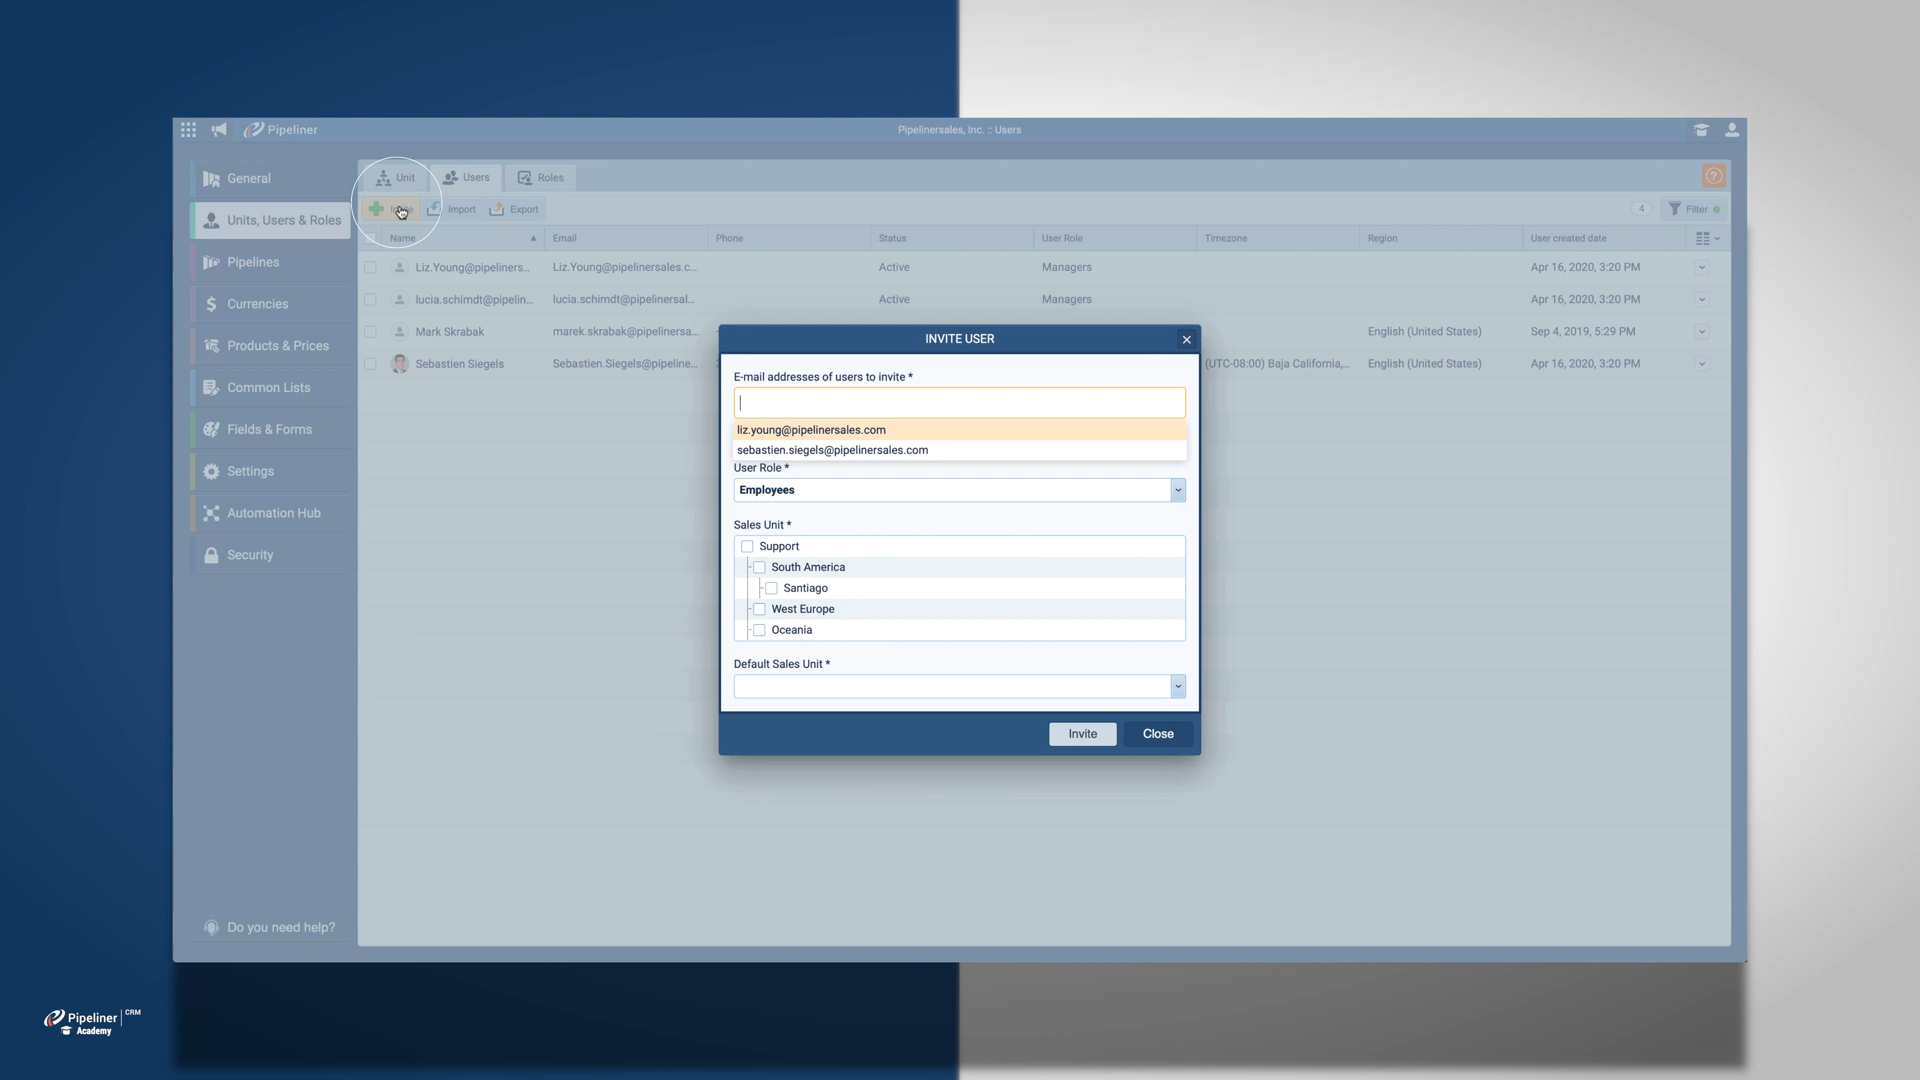 Pipeliner
Pipelinersales, Inc. :: Users
General
Units, Users & Roles
Pipelines
Currencies
Products & Prices
Common Lists
Fields & Forms
Settings
Automation Hub
Security
Do you need help?
Unit Users Roles
Invite Import Export 4 Filter
Name Email Phone Status User Role Timezone Region User created date
Liz.Young@pipeliners... Liz.Young@pipelinersales.c... Active Managers Apr 16, 2020, 3:20 PM
lucia.schimdt@pipelin... lucia.schimdt@pipelinersal... Active Managers Apr 16, 2020, 3:20 PM
Mark Skrabak marek.skrabak@pipelinersa... English (United States) Sep 4, 2019, 5:29 PM
Sebastien Siegels Sebastien.Siegels@pipeline... (UTC-08:00) Baja California,... English (United States) Apr 16, 2020, 3:20 PM
INVITE USER
E-mail addresses of users to invite *
liz.young@pipelinersales.com
sebastien.siegels@pipelinersales.com
User Role *
Employees
Sales Unit *
Support
South America
Santiago
West Europe
Oceania
Default Sales Unit *
Invite Close
Pipeliner CRM
Academy